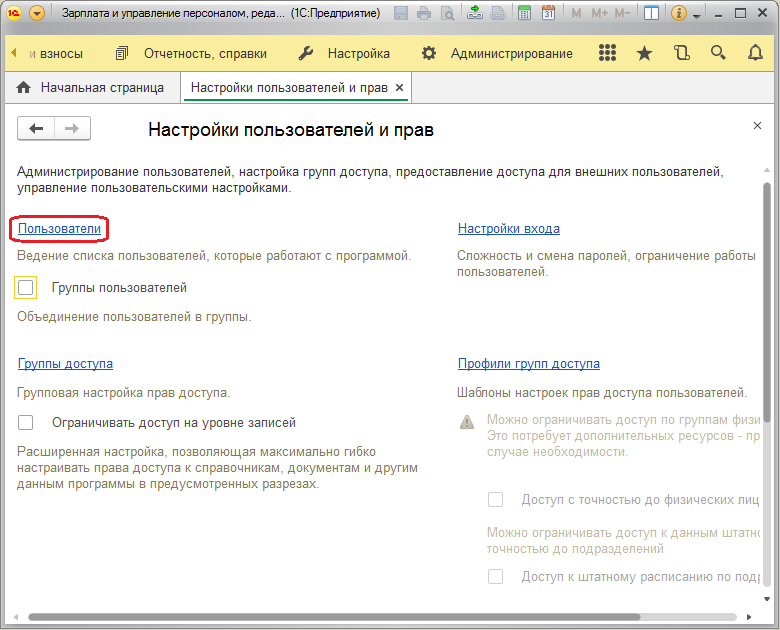 Зарплата и управление персоналом, реда... (1С:Предприятие)
M M+ M-
и взносы Отчетность, справки Настройка Администрирование
Начальная страница Настройки пользователей и прав
Настройки пользователей и прав
Администрирование пользователей, настройка групп доступа, предоставление доступа для внешних пользователей,
управление пользовательскими настройками.
Пользователи
Ведение списка пользователей, которые работают с программой.
Группы пользователей
Объединение пользователей в группы.
Настройки входа
Сложность и смена паролей, ограничение работы
пользователей.
Группы доступа
Групповая настройка прав доступа.
Ограничивать доступ на уровне записей
Расширенная настройка, позволяющая максимально гибко
настраивать права доступа к справочникам, документам и другим
данным программы в предусмотренных разрезах.
Профили групп доступа
Шаблоны настроек прав доступа пользователей.
Можно ограничивать доступ по группам физи
Это потребует дополнительных ресурсов - пр
случае необходимости.
Доступ с точностью до физических лиц
Можно ограничивать доступ к данным штатн
точностью до подразделений
Доступ к штатному расписанию по подр